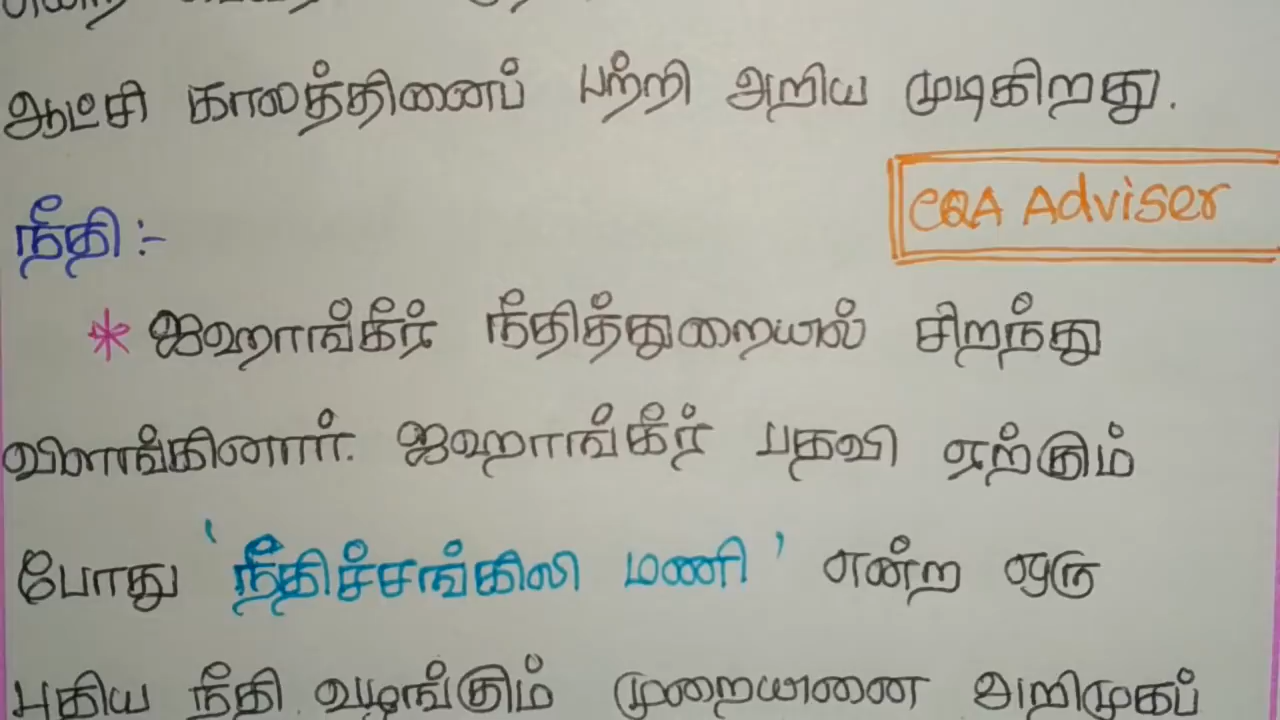 ஆட்சி காலத்தினைப் பற்றி அறிய முடிகிறது.
CQA Adviser
நீதி :-
* ஜஹாங்கீர் நீதித்துறையில் சிறந்து
விளங்கினார். ஜஹாங்கீர் பதவி ஏற்கும்
போது 'நீதிச்சங்கிலி மணி' என்ற ஒரு
புதிய நீதி வழங்கும் முறையினை அறிமுகப்